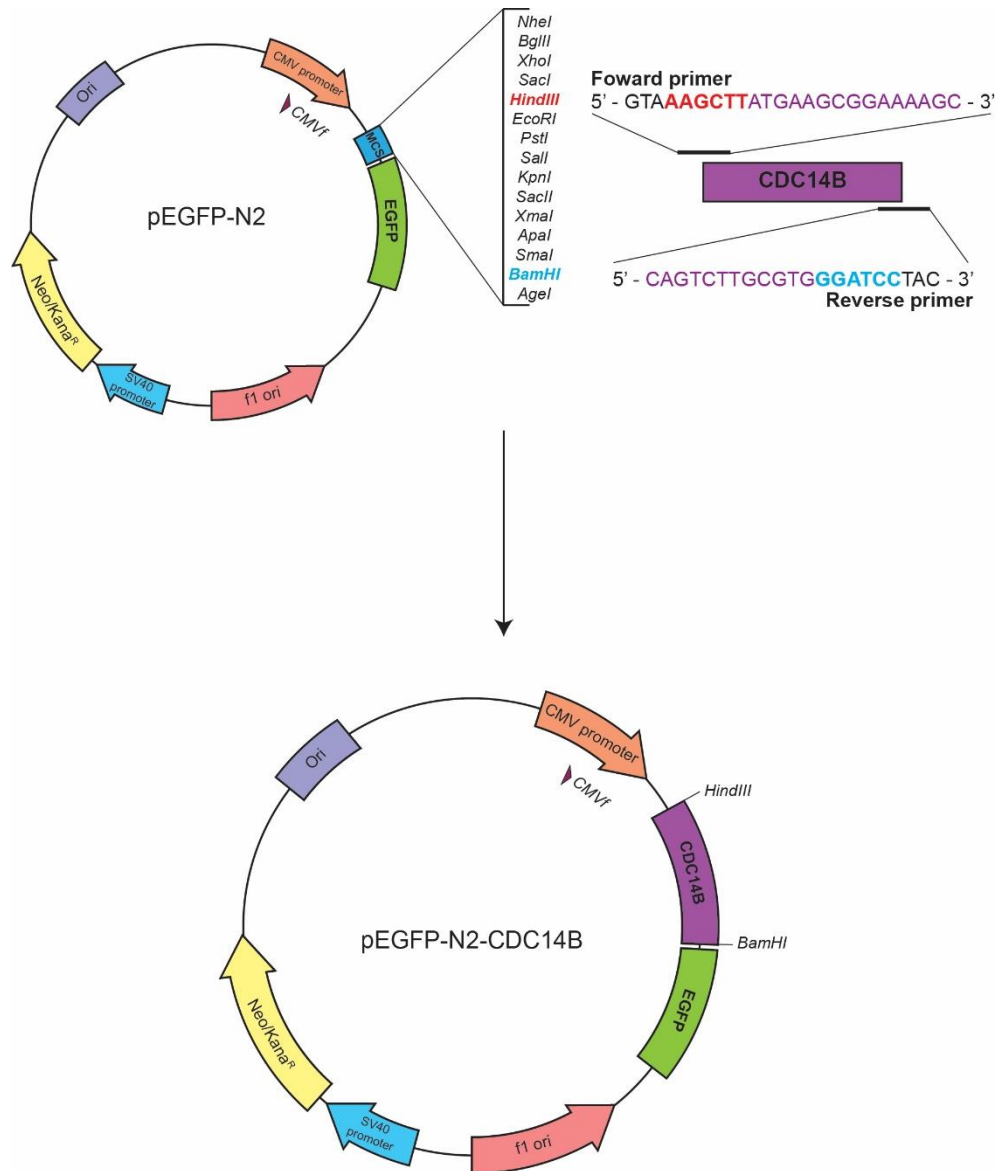 NheI
BglII
XhoI
SacI
HindIII
EcoRI
PstI
SalI
KpnI
SacII
XmaI
ApaI
SmaI
BamHI
AgeI
CMV promoter
CMVf
MCS
EGFP
f1 ori
SV40
promoter
Neo/KanaR
Ori
pEGFP-N2
Foward primer
5' - GTAAAGCTTATGAAGCGGAAAAGC - 3'
CDC14B
5' - CAGTCTTGCGTGGGATCCTAC - 3'
Reverse primer
CMV promoter
CMVf
HindIII
CDC14B
BamHI
EGFP
f1 ori
SV40
promoter
Neo/KanaR
Ori
pEGFP-N2-CDC14B